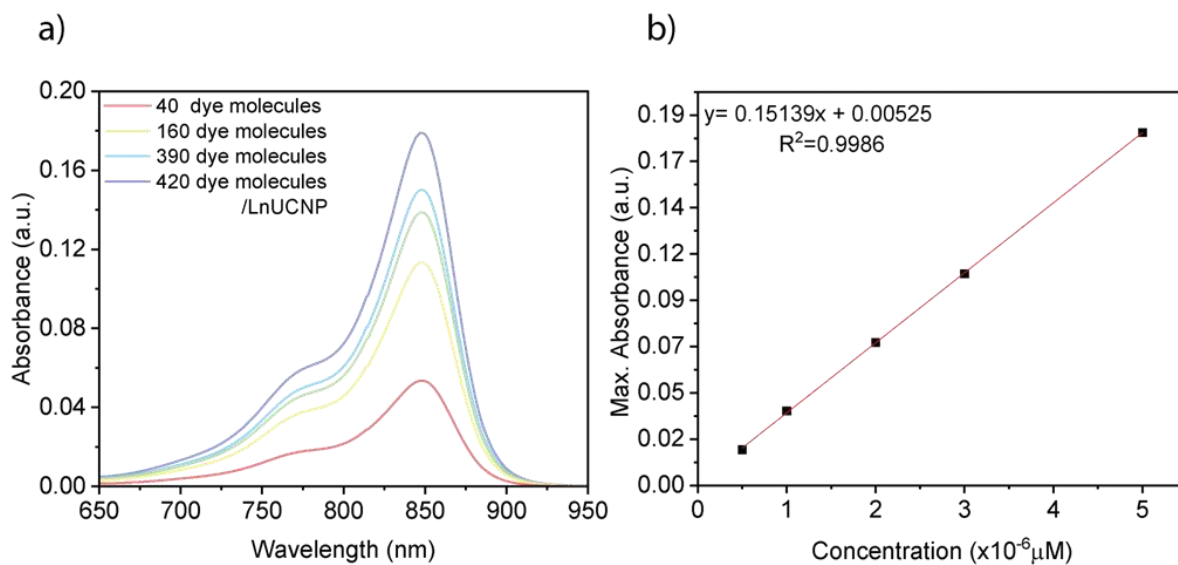 a)
Absorbance (a.u.)
0.20
0.16
0.12
0.08
0.04
0.00
40 dye molecules
160 dye molecules
390 dye molecules
420 dye molecules
/LnUCNP
650 700 750 800 850 900 950
Wavelength (nm)
b)
Max. Absorbance (a.u.)
0.19
0.17
0.14
0.12
0.09
0.07
0.05
0.02
0.00
y= 0.15139x + 0.00525
R²=0.9986
0 1 2 3 4 5
Concentration (x10⁻⁶µM)